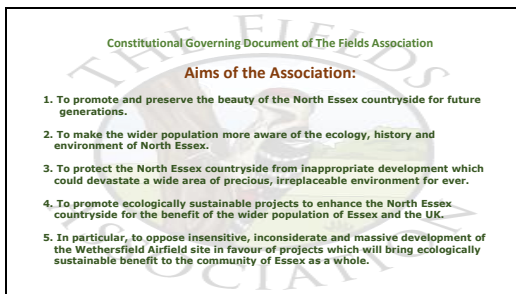 THE FIELDS
Constitutional Governing Document of The Fields Association
Aims of the Association:
1. To promote and preserve the beauty of the North Essex countryside for future
generations.
2. To make the wider population more aware of the ecology, history and
environment of North Essex.
3. To protect the North Essex countryside from inappropriate development which
could devastate a wide area of precious, irreplaceable environment for ever.
4. To promote ecologically sustainable projects to enhance the North Essex
countryside for the benefit of the wider population of Essex and the UK.
5. In particular, to oppose insensitive, inconsiderate and massive development of
the Wethersfield Airfield site in favour of projects which will bring ecologically
sustainable benefit to the community of Essex as a whole.
ASSOCIATION